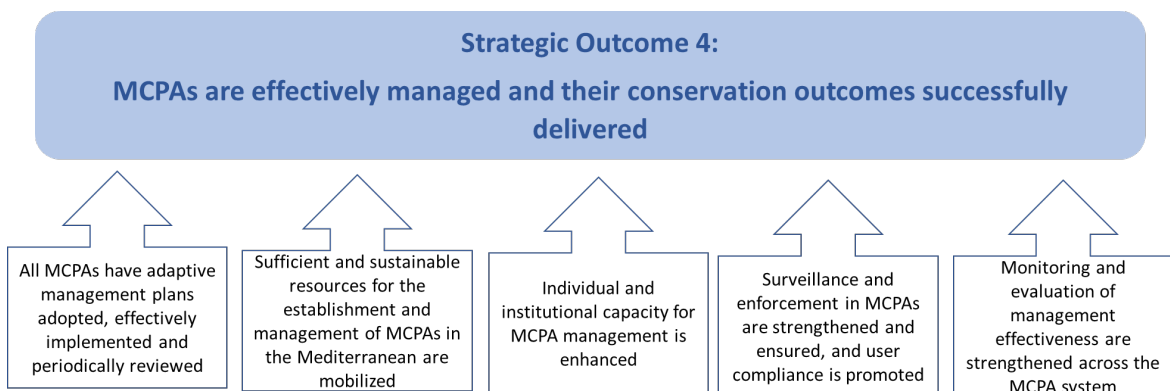 Strategic Outcome 4:
MCPAs are effectively managed and their conservation outcomes successfully
delivered
All MCPAs have adaptive
management plans
adopted, effectively
implemented and
periodically reviewed
Sufficient and sustainable
resources for the
establishment and
management of MCPAs in
the Mediterranean are
mobilized
Individual and
institutional capacity for
MCPA management is
enhanced
Surveillance and
enforcement in MCPAs
are strengthened and
ensured, and user
compliance is promoted
Monitoring and
evaluation of
management
effectiveness are
strengthened across the
MCPA system